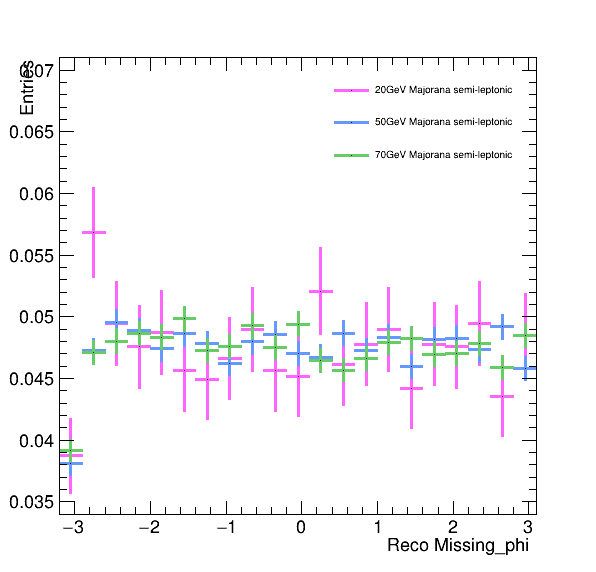 0.07
Entries
20GeV Majorana semi-leptonic
0.065
50GeV Majorana semi-leptonic
70GeV Majorana semi-leptonic
0.06
0.055
0.05
0.045
0.04
0.035
−3 −2 −1 0 1 2 3
Reco Missing_phi